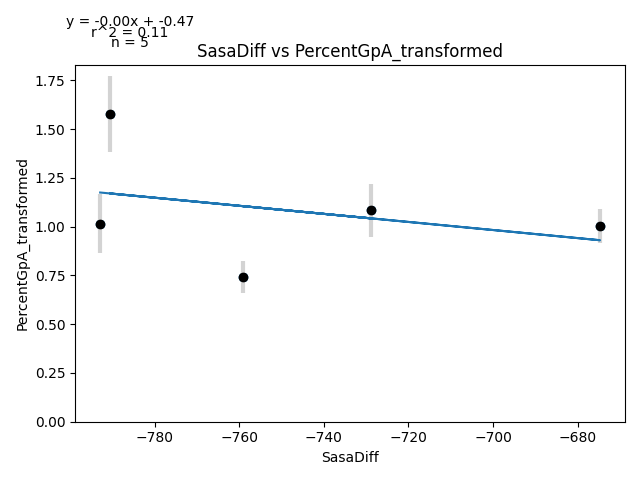 y = -0.00x + -0.47
r^2 = 0.11
n = 5
SasaDiff vs PercentGpA_transformed
PercentGpA_transformed
1.75
1.50
1.25
1.00
0.75
0.50
0.25
0.00
−780 −760 −740 −720 −700 −680
SasaDiff